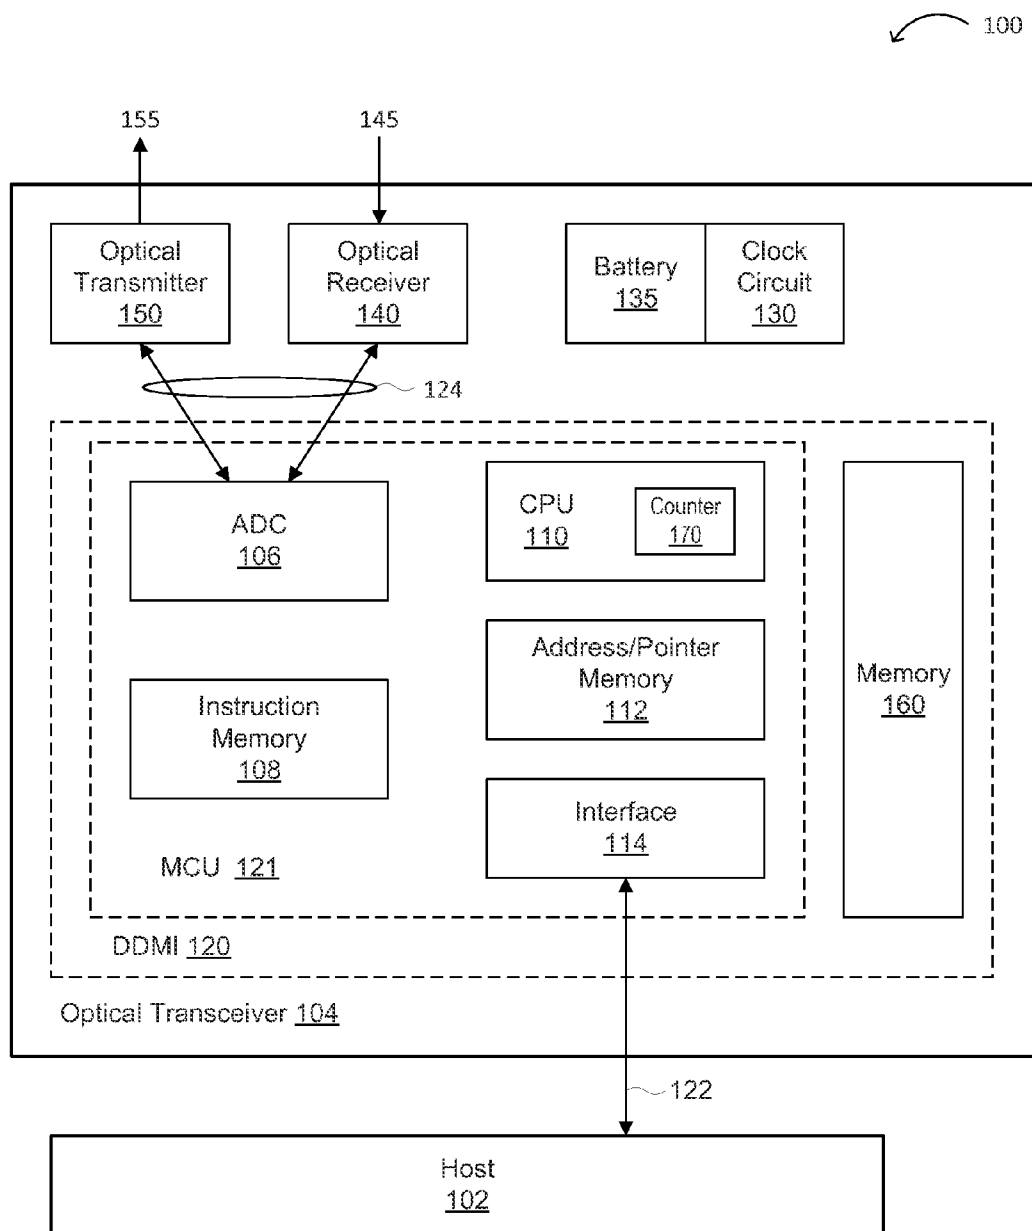 100
155
145
Optical
Transmitter
150
Optical
Receiver
140
Battery
135
Clock
Circuit
130
124
ADC
106
CPU
110
Counter
170
Address/Pointer
Memory
112
Memory
160
Instruction
Memory
108
Interface
114
MCU 121
DDMI 120
Optical Transceiver 104
122
Host
102